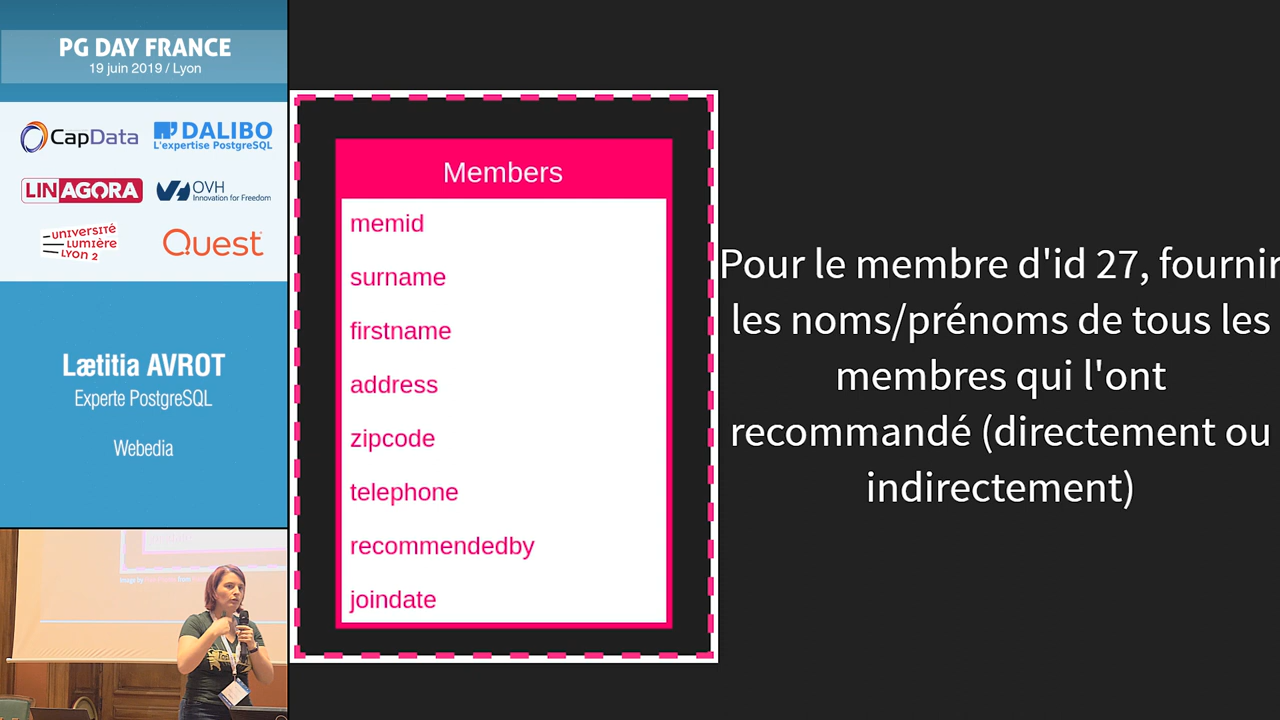 PG DAY FRANCE
19 juin 2019 / Lyon
CapData
DALIBO
L'expertise PostgreSQL
LINAGORA
OVH
Innovation for Freedom
UNIVERSITÉ
LUMIÈRE
LYON 2
Quest
Lætitia AVROT
Experte PostgreSQL
Webedia
Members
memid
surname
firstname
address
zipcode
telephone
recommendedby
joindate
Pour le membre d'id 27, fournir
les noms/prénoms de tous les
membres qui l'ont
recommandé (directement ou
indirectement)